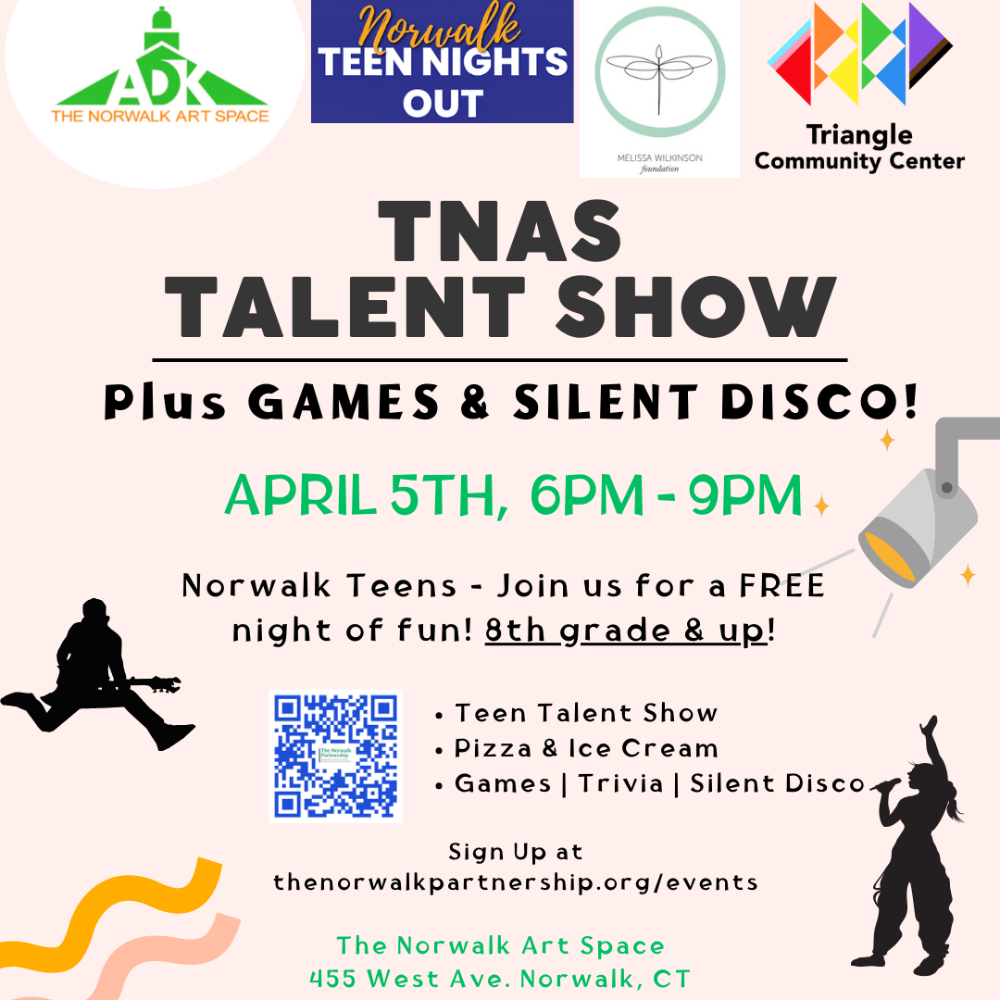 ADK
THE NORWALK ART SPACE
Norwalk
TEEN NIGHTS
OUT
MELISSA WILKINSON
foundation
Triangle
Community Center
TNAS
TALENT SHOW
Plus GAMES & SILENT DISCO!
APRIL 5TH, 6PM - 9PM
Norwalk Teens - Join us for a FREE
night of fun! 8th grade & up!
The Norwalk
Partnership
• Teen Talent Show
• Pizza & Ice Cream
• Games | Trivia | Silent Disco
Sign Up at
thenorwalkpartnership.org/events
The Norwalk Art Space
455 West Ave. Norwalk, CT